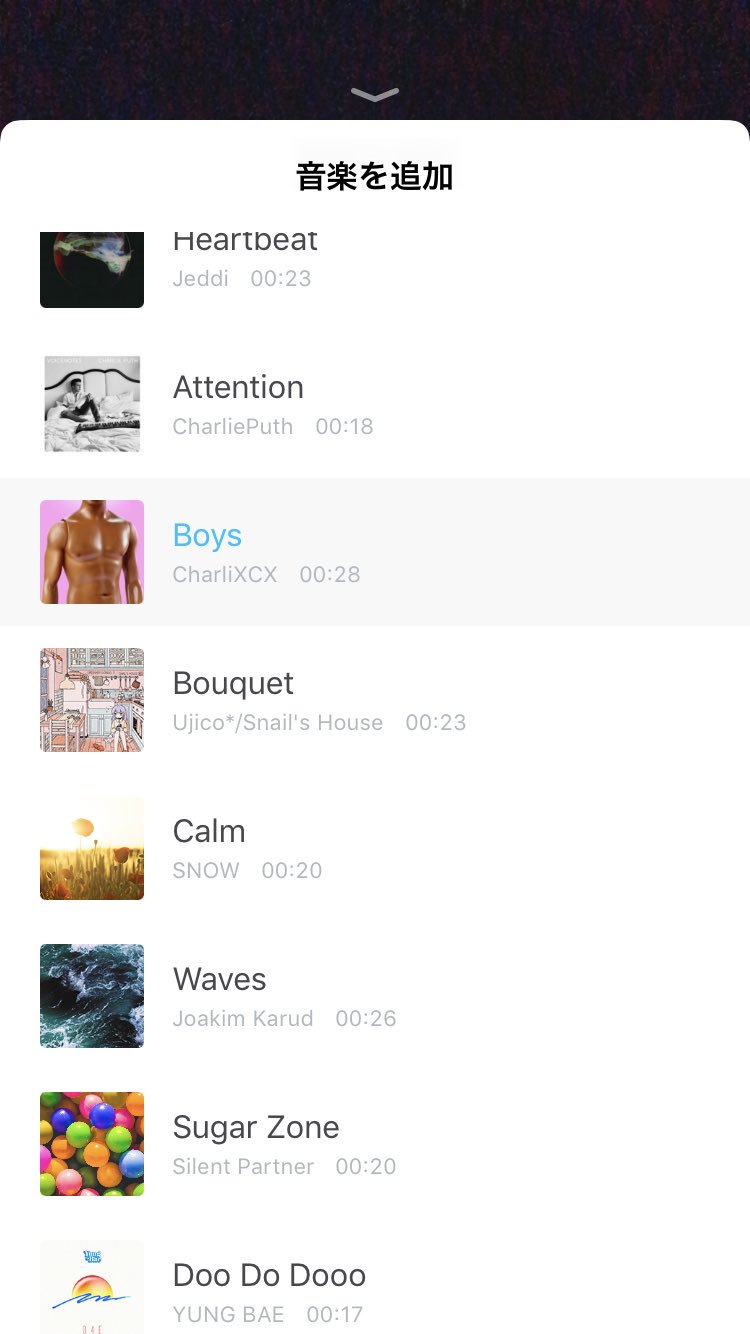 音楽を追加
Heartbeat
Jeddi 00:23
VOICENOTES CHARLIE PUTH
Attention
CharliePuth 00:18
Boys
CharliXCX 00:28
Bouquet
Ujico*/Snail's House 00:23
Calm
SNOW 00:20
Waves
Joakim Karud 00:26
Sugar Zone
Silent Partner 00:20
Doo Do Dooo
YUNG BAE 00:17